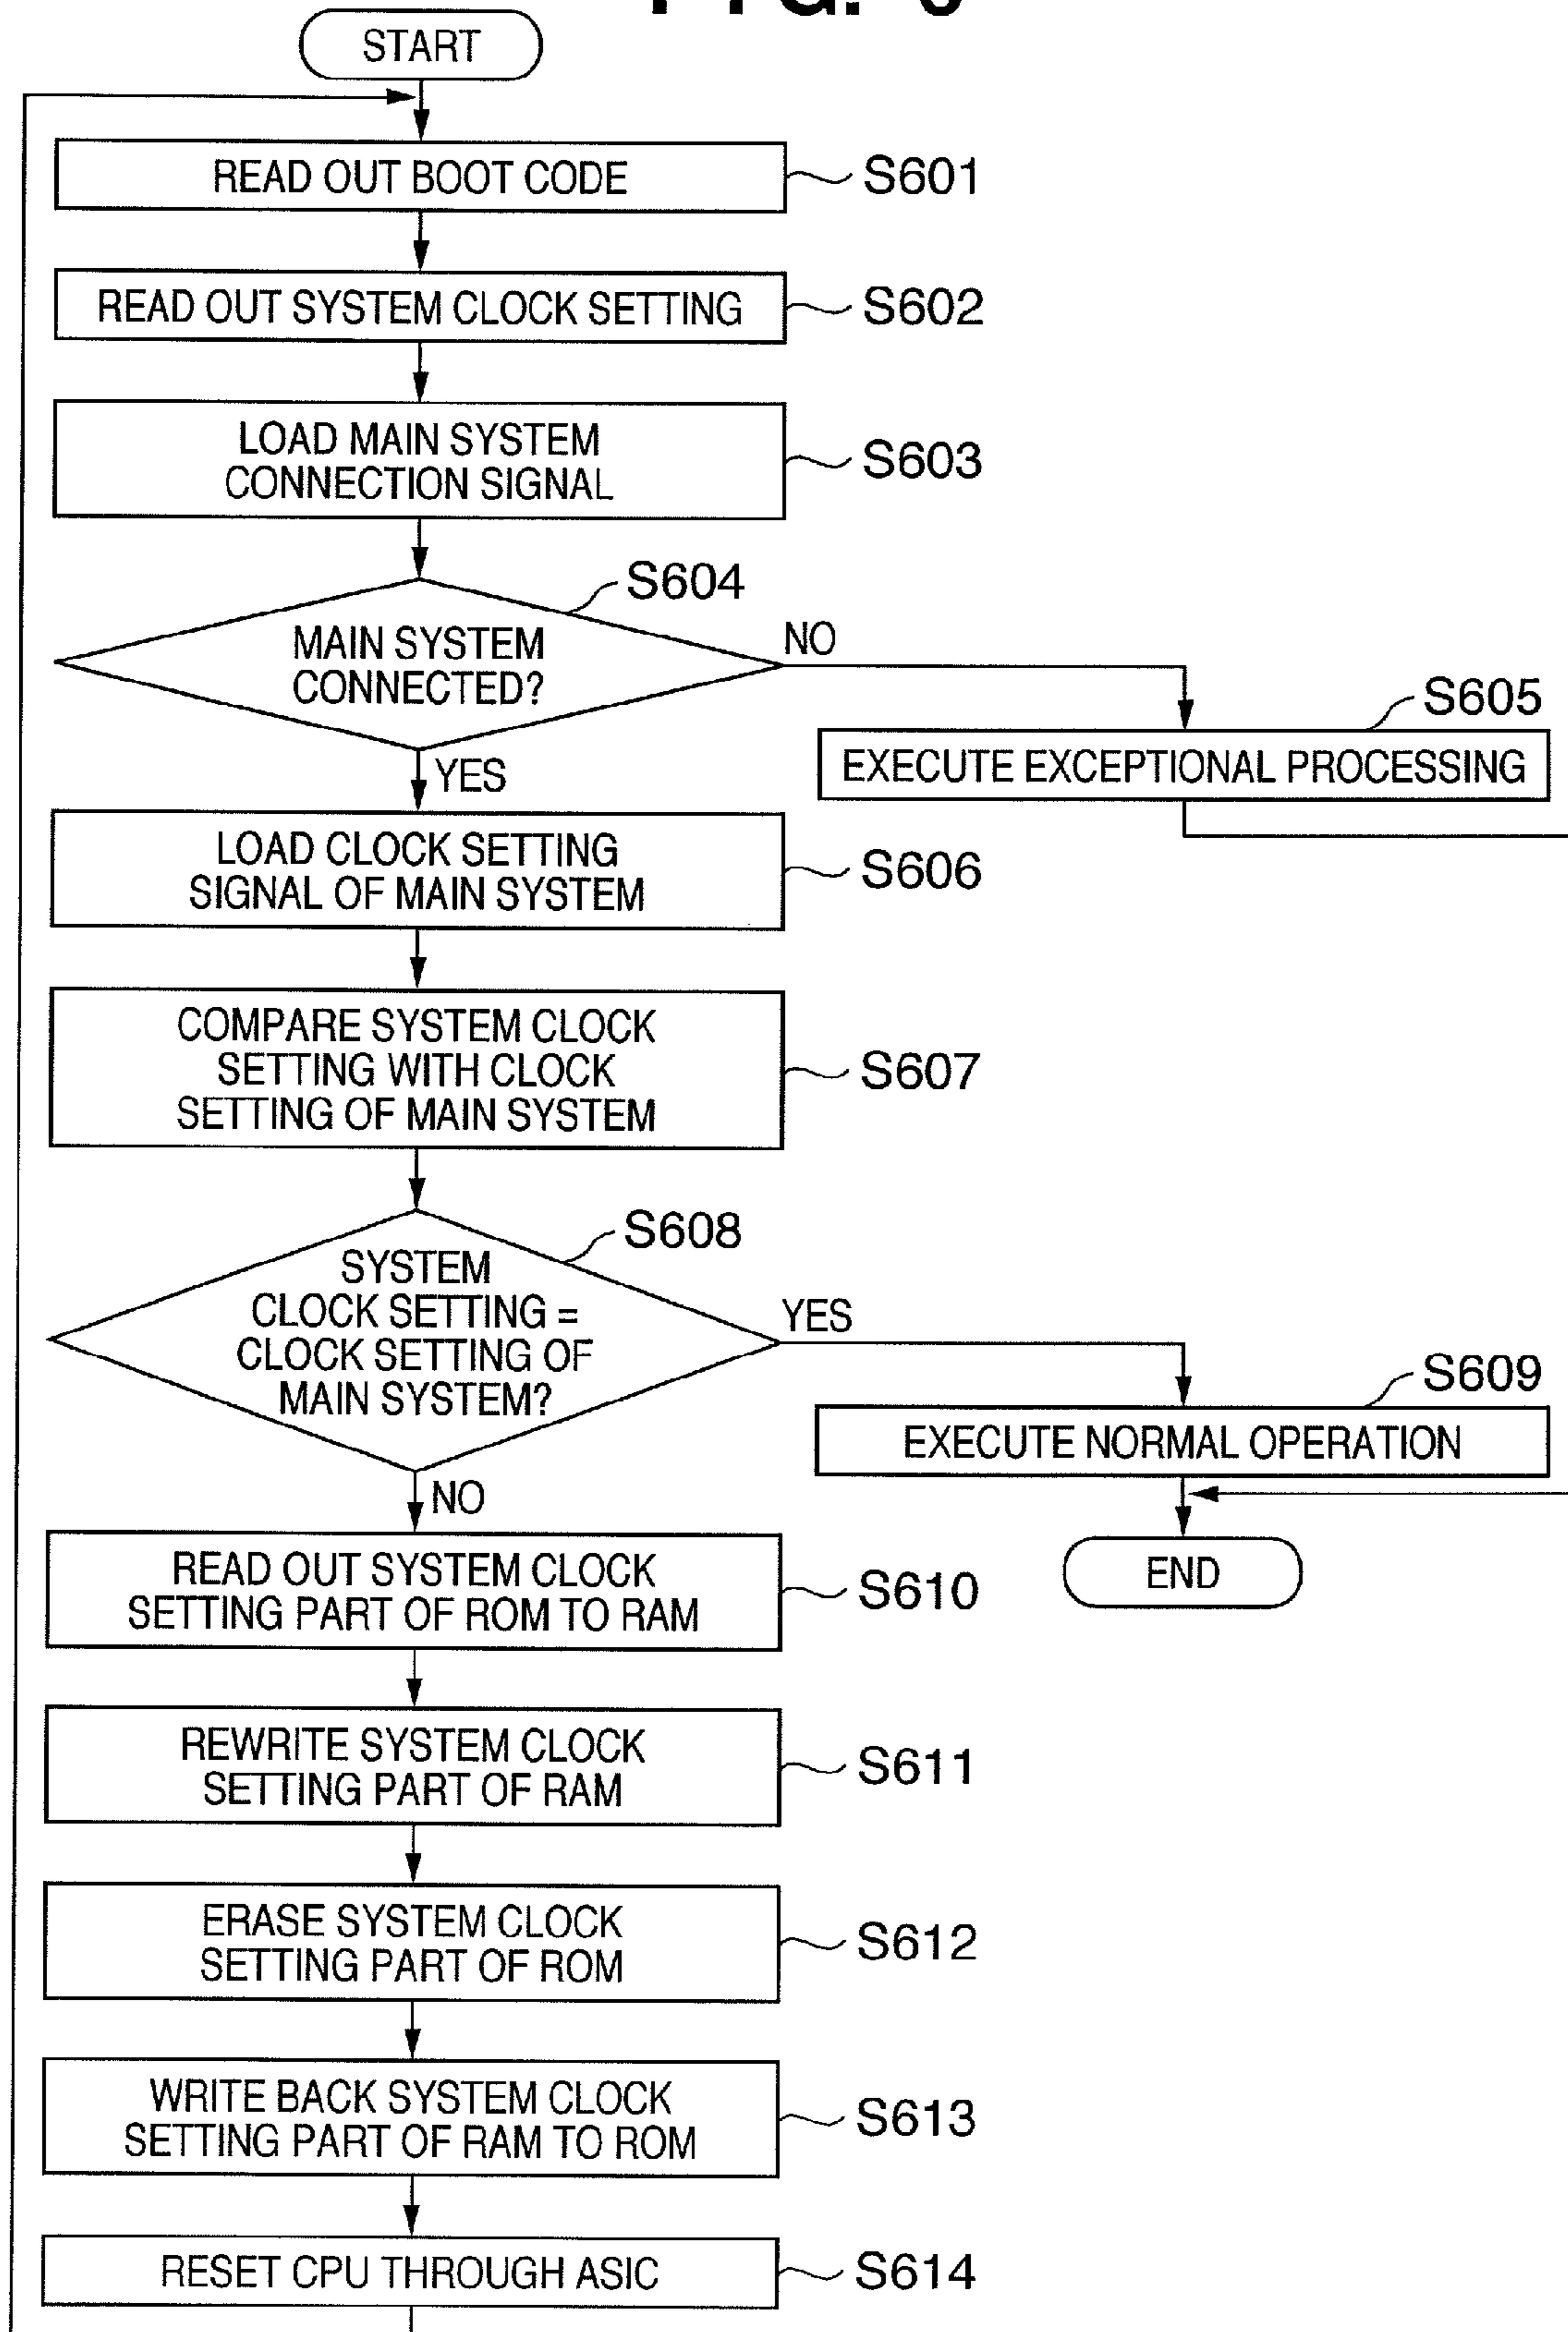 START
READ OUT BOOT CODE
S601
READ OUT SYSTEM CLOCK SETTING
S602
LOAD MAIN SYSTEM
CONNECTION SIGNAL
S603
S604
MAIN SYSTEM
CONNECTED?
NO
YES
S605
EXECUTE EXCEPTIONAL PROCESSING
LOAD CLOCK SETTING
SIGNAL OF MAIN SYSTEM
S606
COMPARE SYSTEM CLOCK
SETTING WITH CLOCK
SETTING OF MAIN SYSTEM
S607
S608
SYSTEM
CLOCK SETTING =
CLOCK SETTING OF
MAIN SYSTEM?
YES
NO
S609
EXECUTE NORMAL OPERATION
END
READ OUT SYSTEM CLOCK
SETTING PART OF ROM TO RAM
S610
REWRITE SYSTEM CLOCK
SETTING PART OF RAM
S611
ERASE SYSTEM CLOCK
SETTING PART OF ROM
S612
WRITE BACK SYSTEM CLOCK
SETTING PART OF RAM TO ROM
S613
RESET CPU THROUGH ASIC
S614